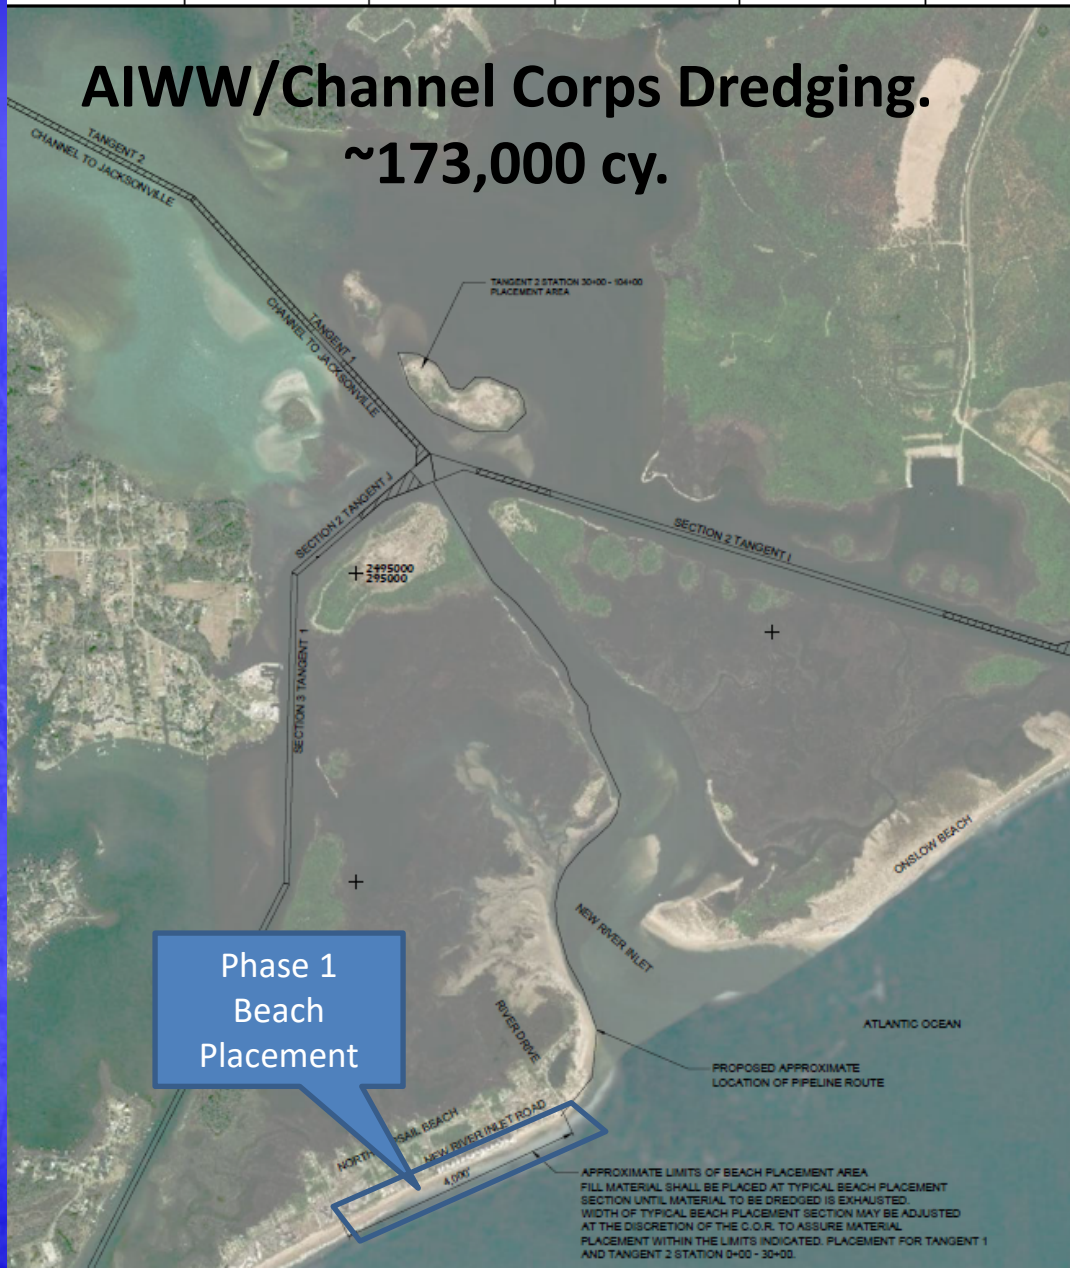 AIWW/Channel Corps Dredging.
~173,000 cy.
TANGENT 2
CHANNEL TO JACKSONVILLE
TANGENT 2 STATION 30+00 - 104+00
PLACEMENT AREA
TANGENT 1
CHANNEL TO JACKSONVILLE
SECTION 2 TANGENT J
SECTION 2 TANGENT I
2495000
295000
SECTION 3 TANGENT 1
ONSLOW BEACH
NEW RIVER INLET
Phase 1
Beach
Placement
RIVER DRIVE
ATLANTIC OCEAN
PROPOSED APPROXIMATE
LOCATION OF PIPELINE ROUTE
NORTH SAIL BEACH
NEW RIVER INLET ROAD
4,000'
APPROXIMATE LIMITS OF BEACH PLACEMENT AREA
FILL MATERIAL SHALL BE PLACED AT TYPICAL BEACH PLACEMENT
SECTION UNTIL MATERIAL TO BE DREDGED IS EXHAUSTED.
WIDTH OF TYPICAL BEACH PLACEMENT SECTION MAY BE ADJUSTED
AT THE DISCRETION OF THE C.O.R. TO ASSURE MATERIAL
PLACEMENT WITHIN THE LIMITS INDICATED. PLACEMENT FOR TANGENT 1
AND TANGENT 2 STATION 0+00 - 30+00.